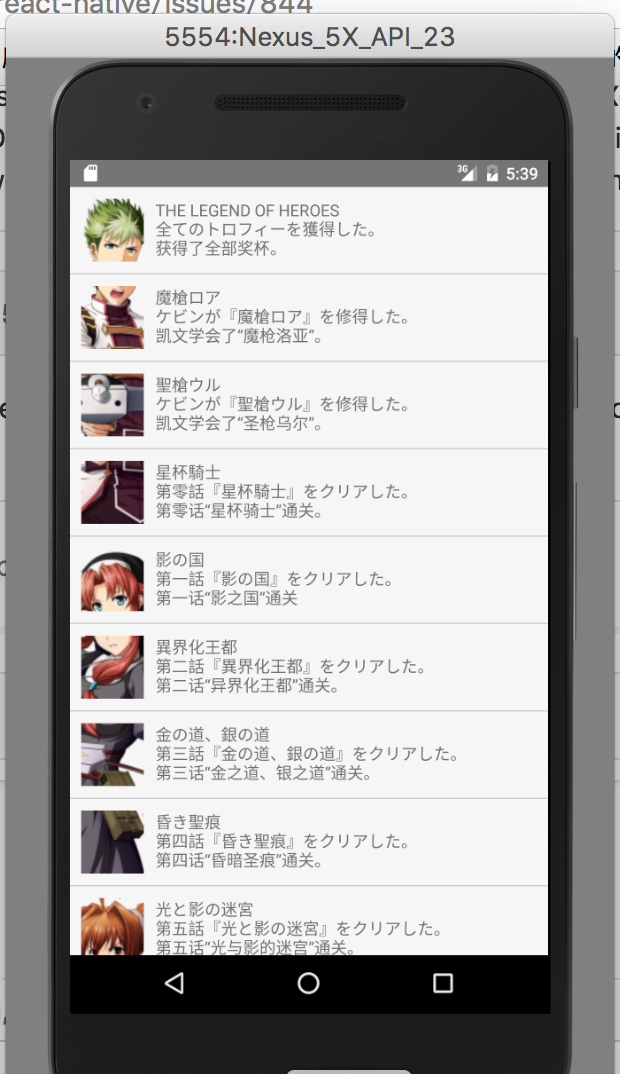 react-native/issues/844
5554:Nexus_5X_API_23
3G 5:39
THE LEGEND OF HEROES
全てのトロフィーを獲得した。
获得了全部奖杯。
魔槍ロア
ケビンが『魔槍ロア』を修得した。
凯文学会了“魔枪洛亚”。
聖槍ウル
ケビンが『聖槍ウル』を修得した。
凯文学会了“圣枪乌尔”。
星杯騎士
第零話『星杯騎士』をクリアした。
第零话“星杯骑士”通关。
影の国
第一話『影の国』をクリアした。
第一话“影之国”通关
異界化王都
第二話『異界化王都』をクリアした。
第二话“异界化王都”通关。
金の道、銀の道
第三話『金の道、銀の道』をクリアした。
第三话“金之道、银之道”通关。
昏き聖痕
第四話『昏き聖痕』をクリアした。
第四话“昏暗圣痕”通关。
光と影の迷宮
第五話『光と影の迷宮』をクリアした。
第五话“光与影的迷宫”通关。